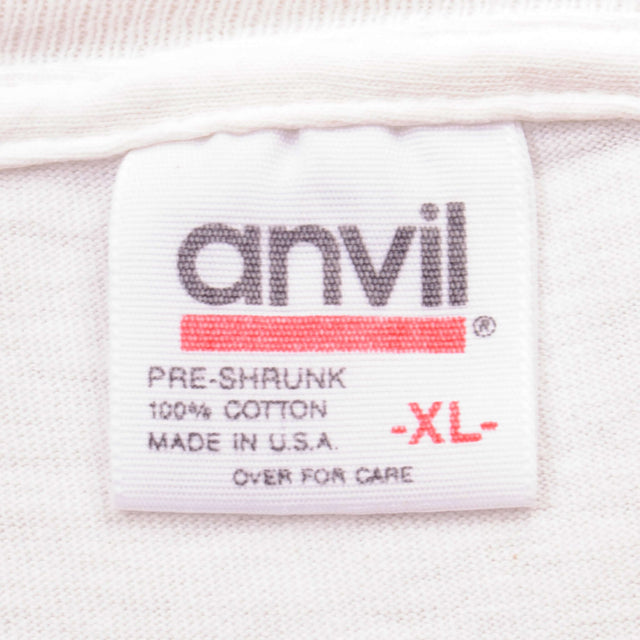 anvil®
PRE-SHRUNK
100% COTTON
MADE IN U.S.A.
-XL-
OVER FOR CARE